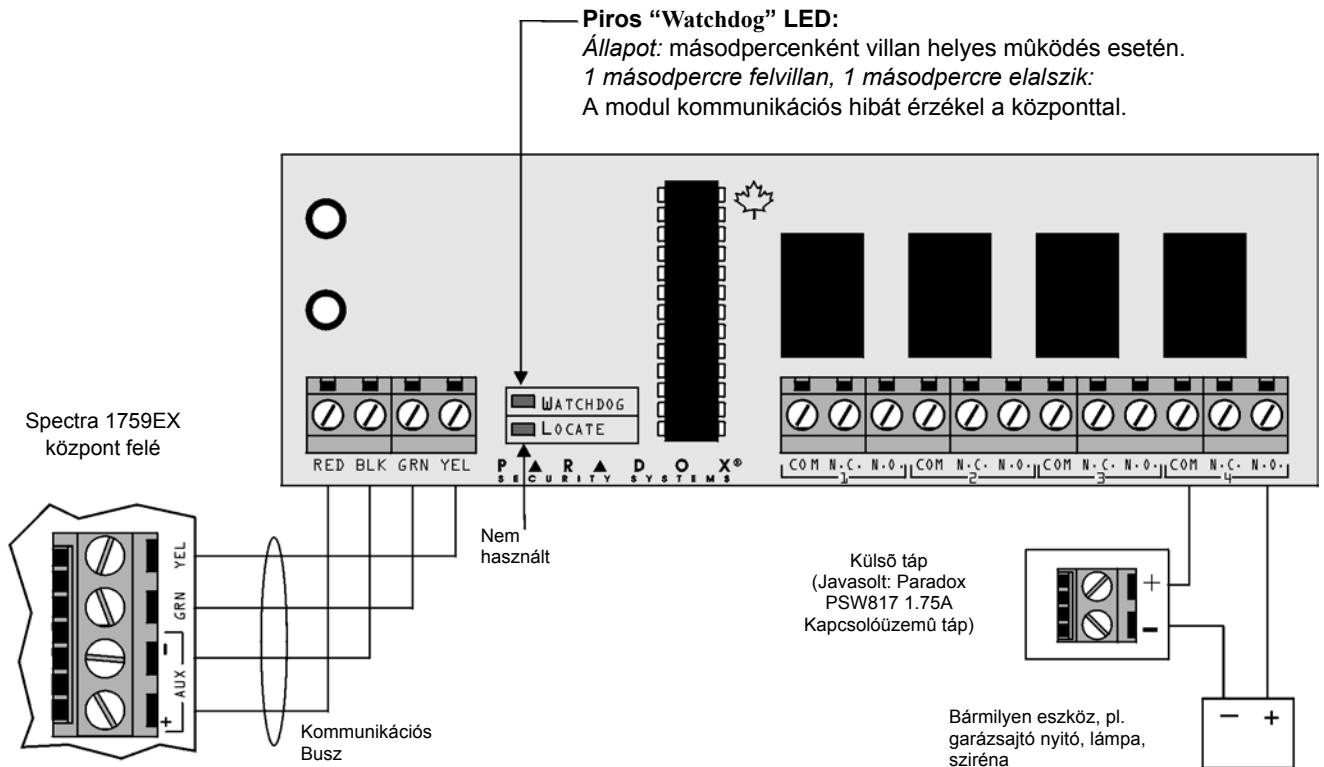 Piros “Watchdog” LED:
Állapot: másodpercenként villan helyes mûködés esetén.
1 másodpercre felvillan, 1 másodpercre elalszik:
A modul kommunikációs hibát érzékel a központtal.
Spectra 1759EX
központ felé
WATCHDOG
LOCATE
RED BLK GRN YEL
PARADOX®
SECURITY SYSTEMS
COM N.C. N.O. COM N.C. N.O. COM N.C. N.O. COM N.C. N.O.
1 2 3 4
Nem
használt
YEL
GRN
- AUX +
Kommunikációs
Busz
Külsõ táp
(Javasolt: Paradox
PSW817 1.75A
Kapcsolóüzemû táp)
+
-
Bármilyen eszköz, pl.
garázsajtó nyitó, lámpa,
sziréna
- +